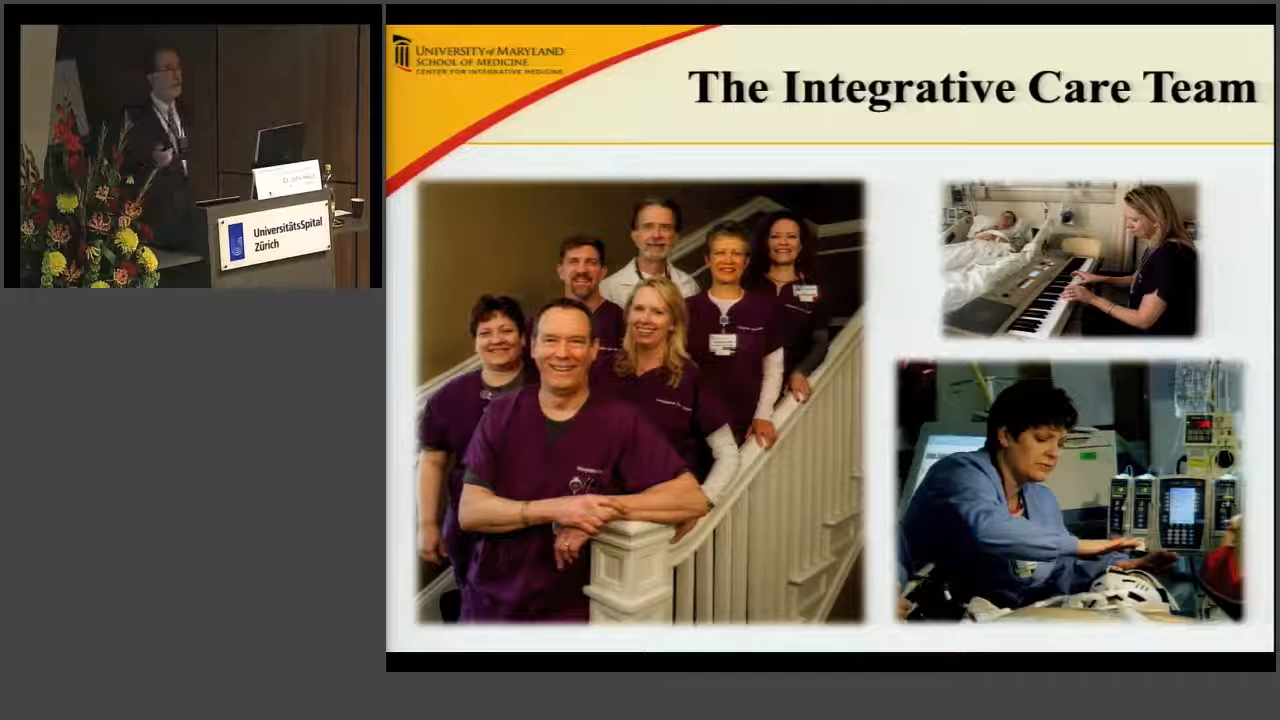 UNIVERSITY of MARYLAND
SCHOOL OF MEDICINE
CENTER FOR INTEGRATIVE MEDICINE
The Integrative Care Team
UniversitätsSpital
Zürich